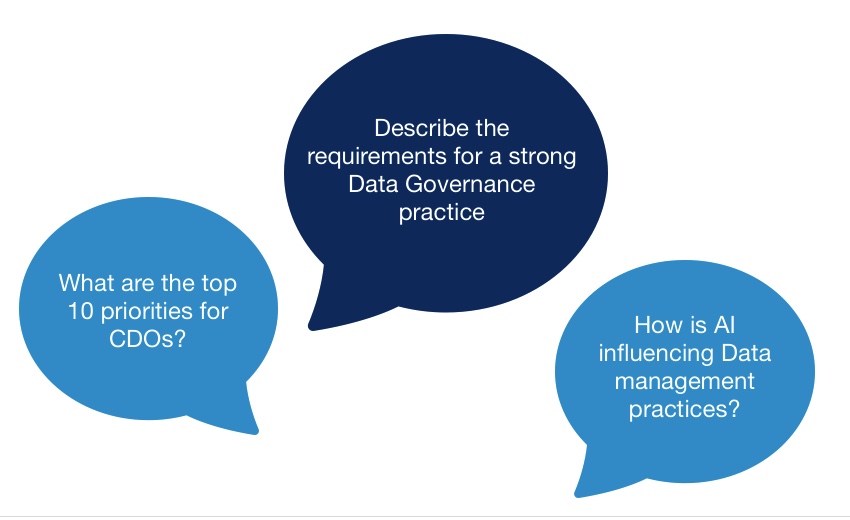 Describe the
requirements for a strong
Data Governance
practice
What are the top
10 priorities for
CDOs?
How is AI
influencing Data
management
practices?